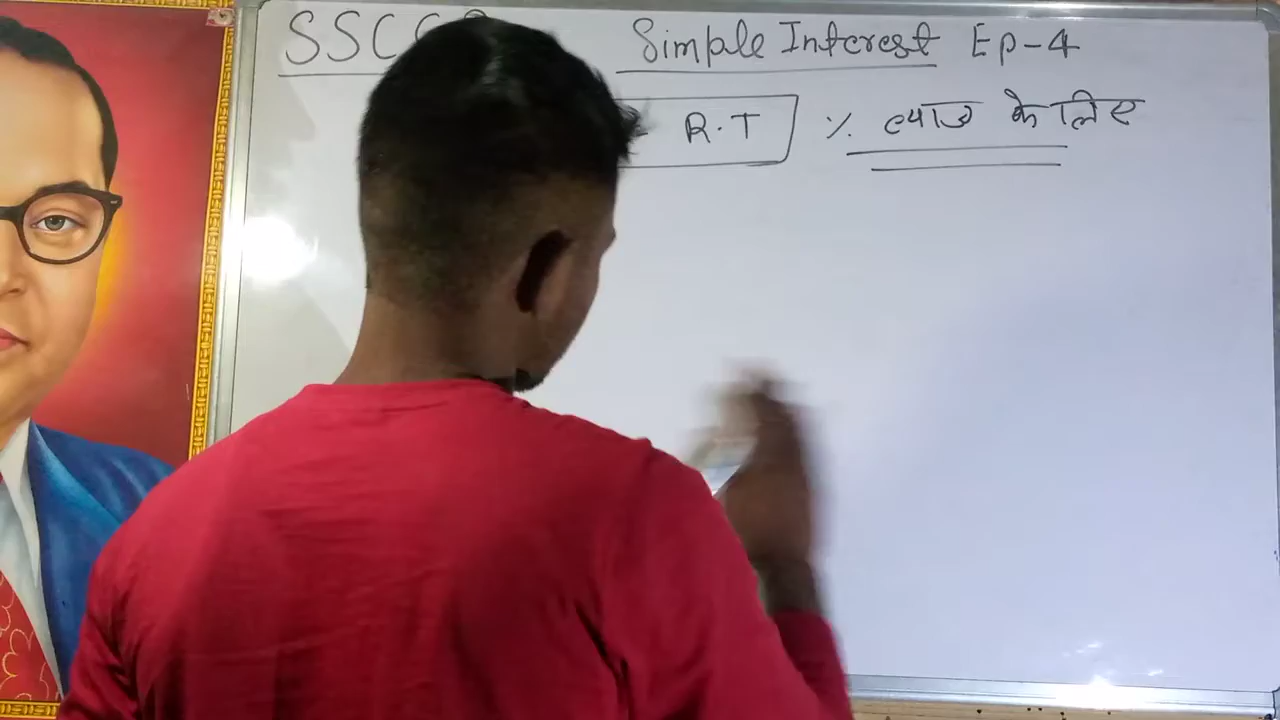 SSC Simple Interest Ep-4
R.T % ब्याज के लिए